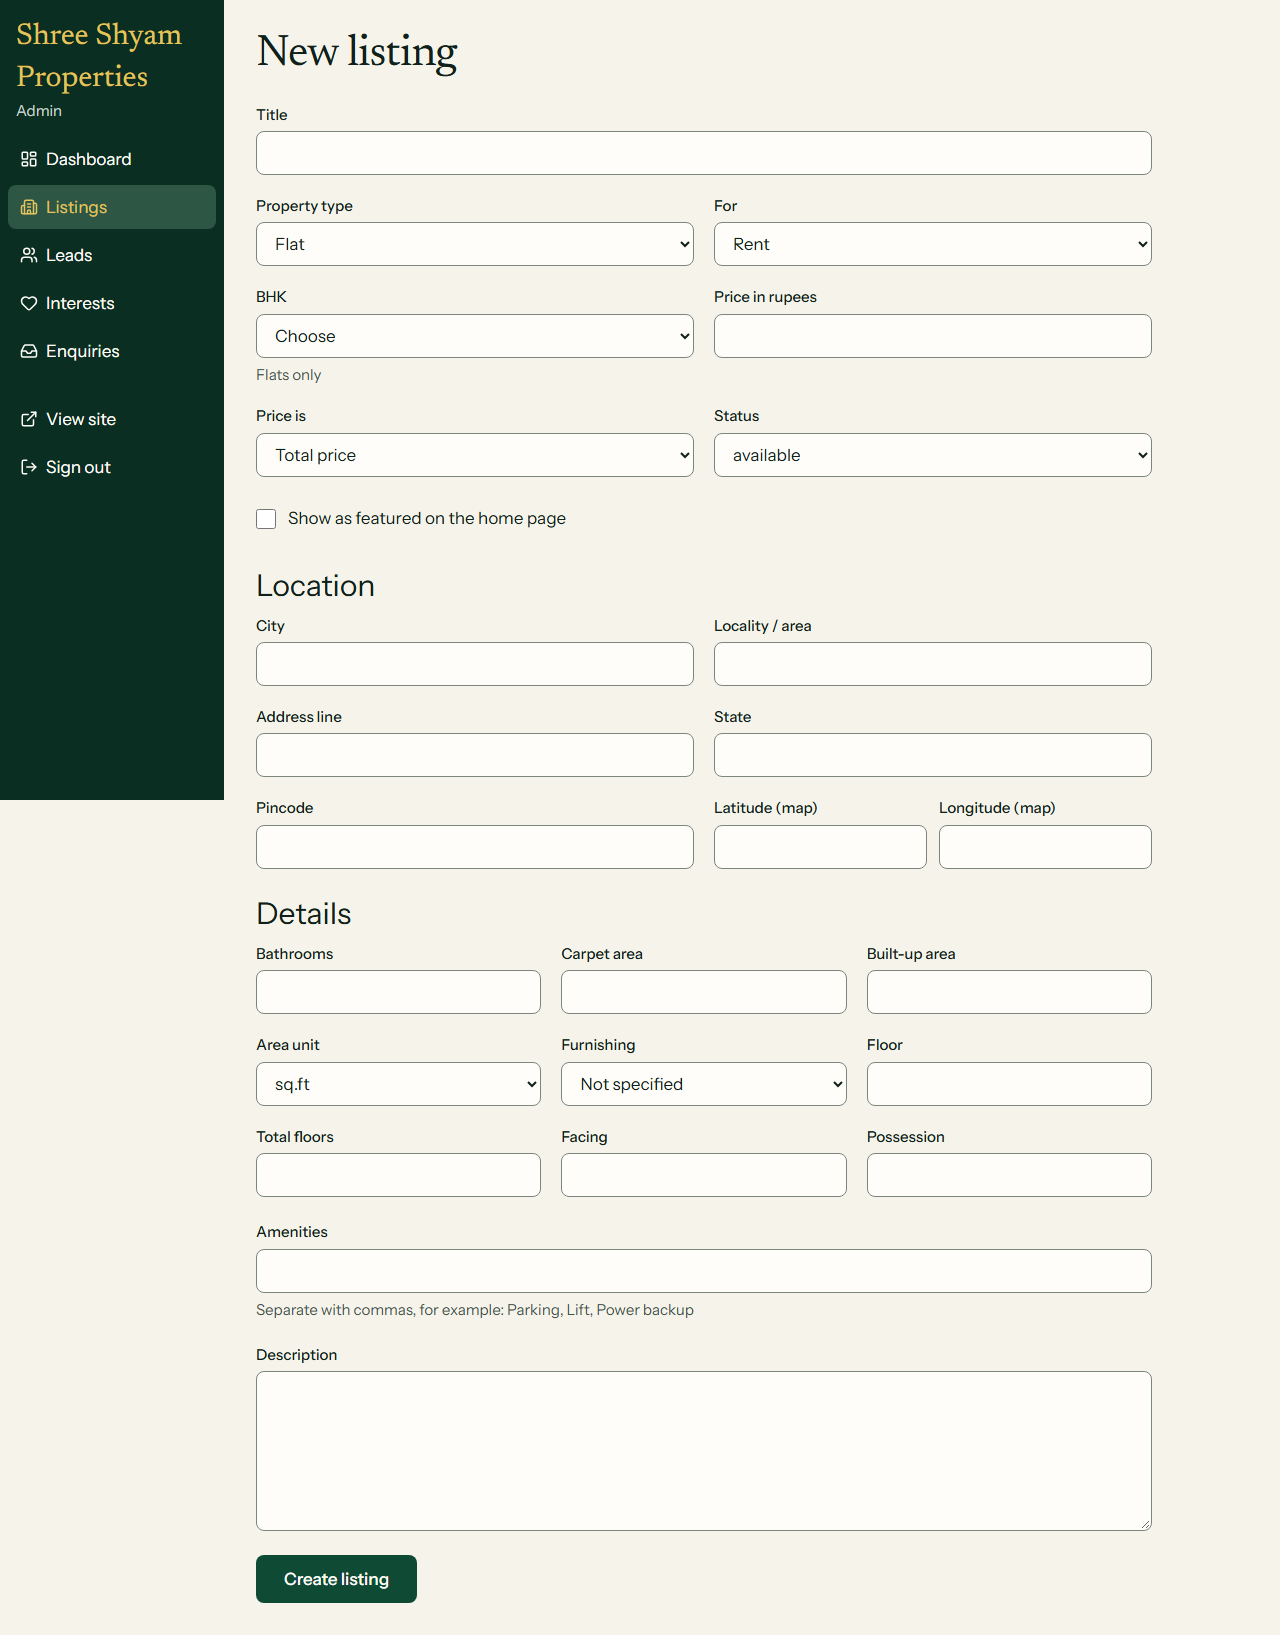 Shree Shyam
Properties
Admin
Dashboard
Listings
Leads
Interests
Enquiries
View site
Sign out
New listing
Title
Property type
For
Flat
Rent
BHK
Price in rupees
Choose
Flats only
Price is
Status
Total price
available
Show as featured on the home page
Location
City
Locality / area
Address line
State
Pincode
Latitude (map)
Longitude (map)
Details
Bathrooms
Carpet area
Built-up area
Area unit
Furnishing
Floor
sq.ft
Not specified
Total floors
Facing
Possession
Amenities
Separate with commas, for example: Parking, Lift, Power backup
Description
Create listing